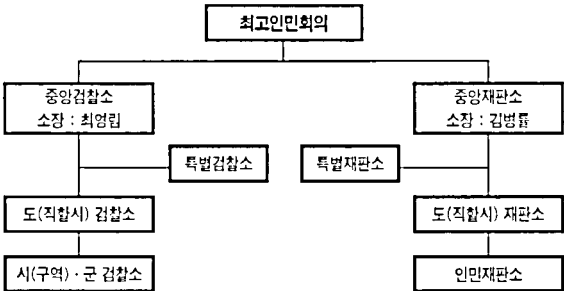 최고인민회의
중앙검찰소
소장 : 최영림
중앙재판소
소장 : 김병률
특별검찰소
특별재판소
도(직할시) 검찰소
도(직할시) 재판소
시(구역)·군 검찰소
인민재판소